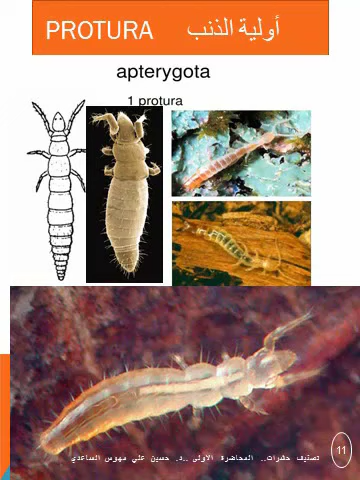 PROTURA أولية الذنب
apterygota
1 protura
تصنيف حشرات.. المحاضرة الاولى ..د. حسين علي مهوس الساعدي
11